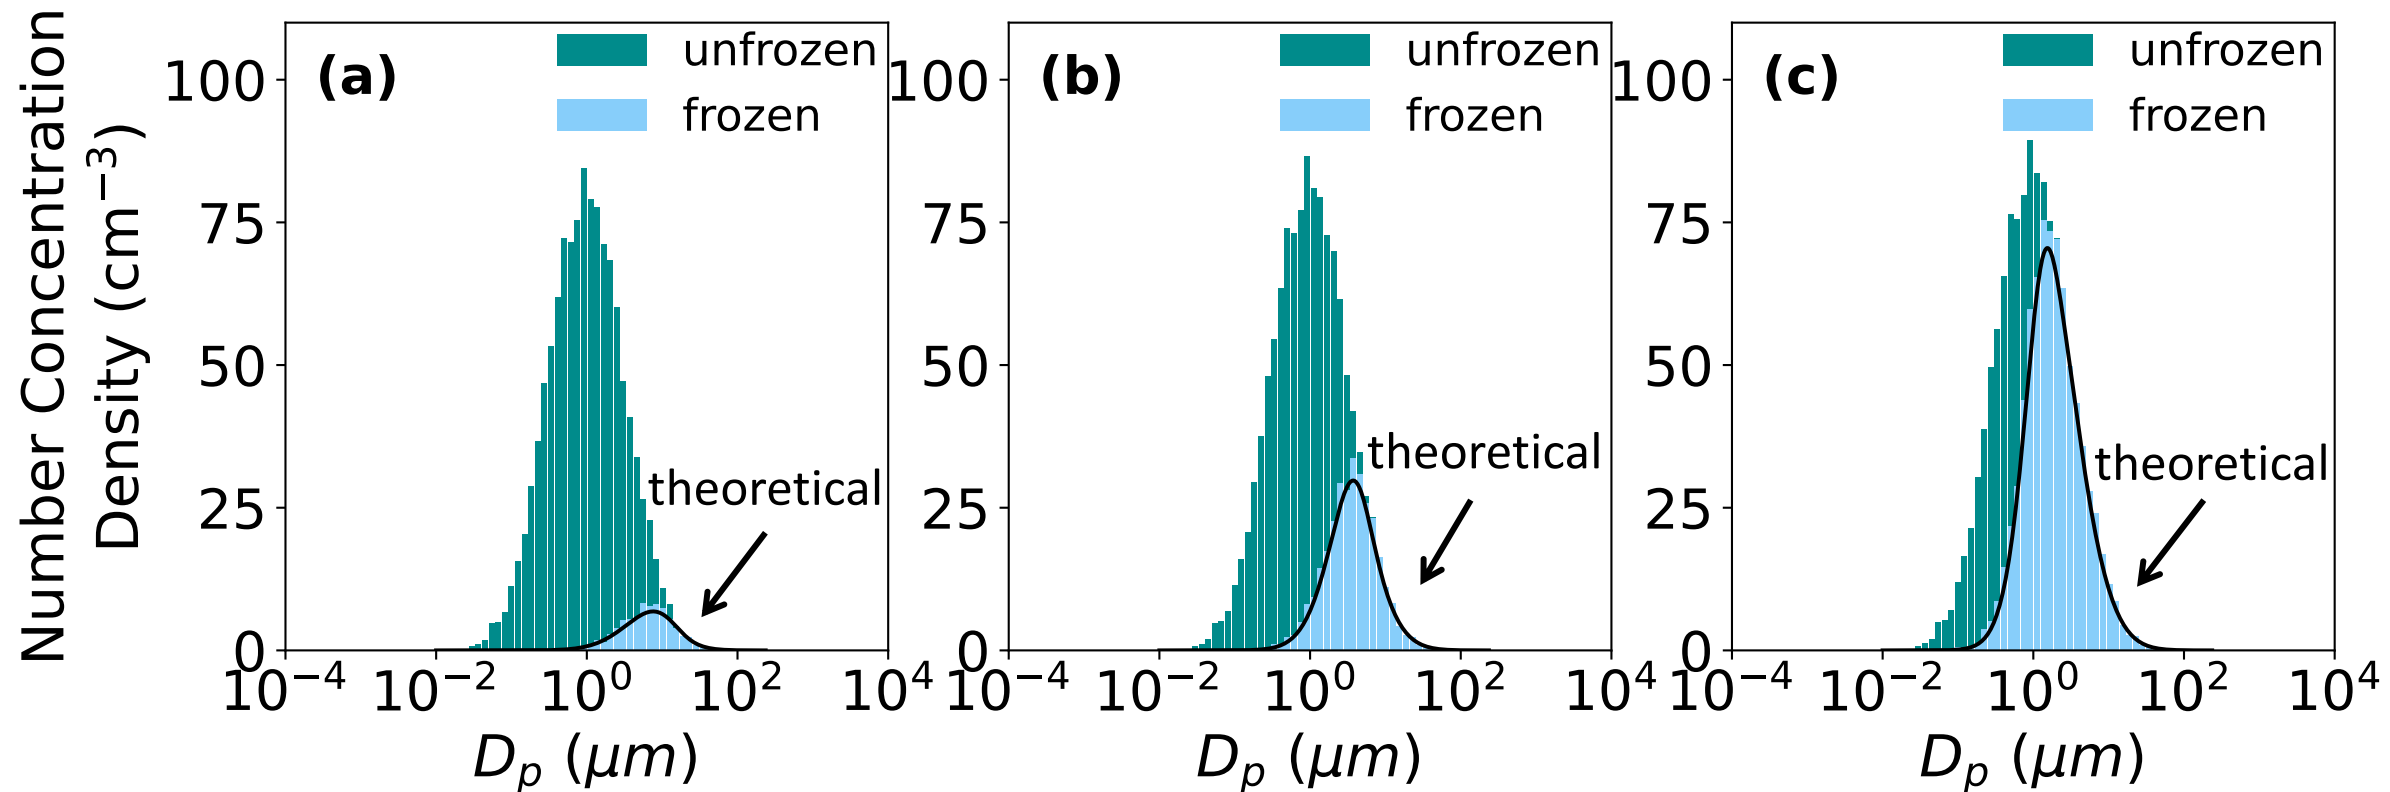 Number Concentration
Density (cm⁻³)
(a)
unfrozen
frozen
theoretical
100
75
50
25
0
10⁻⁴ 10⁻² 10⁰ 10² 10⁴
D_p (μm)
(b)
unfrozen
frozen
theoretical
100
75
50
25
0
10⁻⁴ 10⁻² 10⁰ 10² 10⁴
D_p (μm)
(c)
unfrozen
frozen
theoretical
100
75
50
25
0
10⁻⁴ 10⁻² 10⁰ 10² 10⁴
D_p (μm)